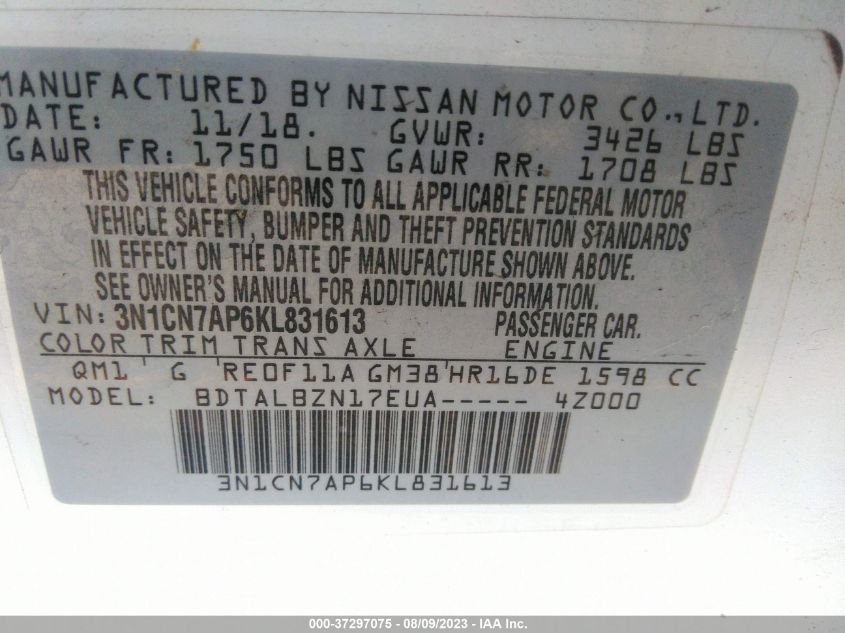 MANUFACTURED BY NISSAN MOTOR CO., LTD.
DATE: 11/18. GVWR: 3426 LBS
GAWR FR: 1750 LBS GAWR RR: 1708 LBS
THIS VEHICLE CONFORMS TO ALL APPLICABLE FEDERAL MOTOR
VEHICLE SAFETY, BUMPER AND THEFT PREVENTION STANDARDS
IN EFFECT ON THE DATE OF MANUFACTURE SHOWN ABOVE.
SEE OWNER'S MANUAL FOR ADDITIONAL INFORMATION.
VIN: 3N1CN7AP6KL831613 PASSENGER CAR.
COLOR TRIM TRANS AXLE ENGINE
QM1 ' G ' RE0F11A GM38 ' HR16DE 1598 CC
MODEL: BDTALBZN17EUA----- 4Z000
3N1CN7AP6KL831613
000-37297075 - 08/09/2023 - IAA Inc.